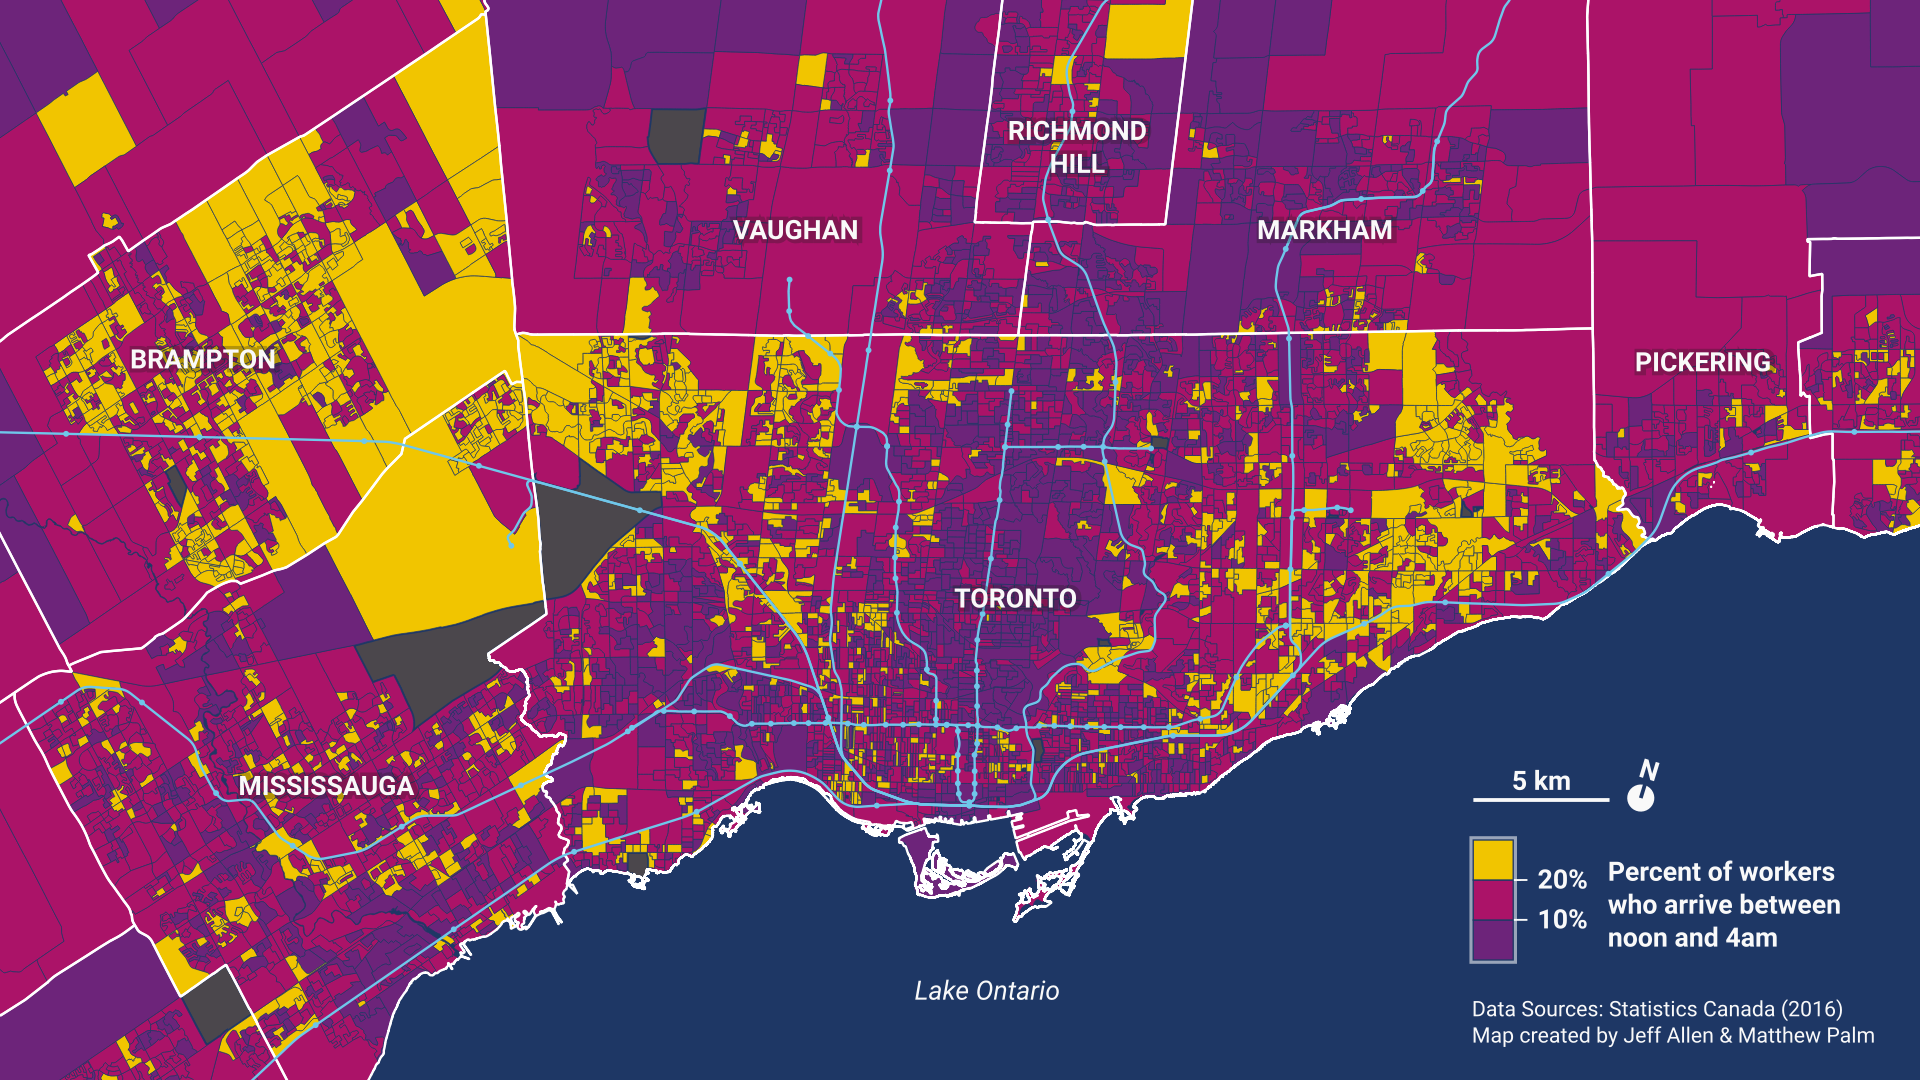 RICHMOND
HILL
VAUGHAN
MARKHAM
BRAMPTON
PICKERING
TORONTO
MISSISSAUGA
N
5 km
20%
10%
Percent of workers
who arrive between
noon and 4am
Lake Ontario
Data Sources: Statistics Canada (2016)
Map created by Jeff Allen & Matthew Palm